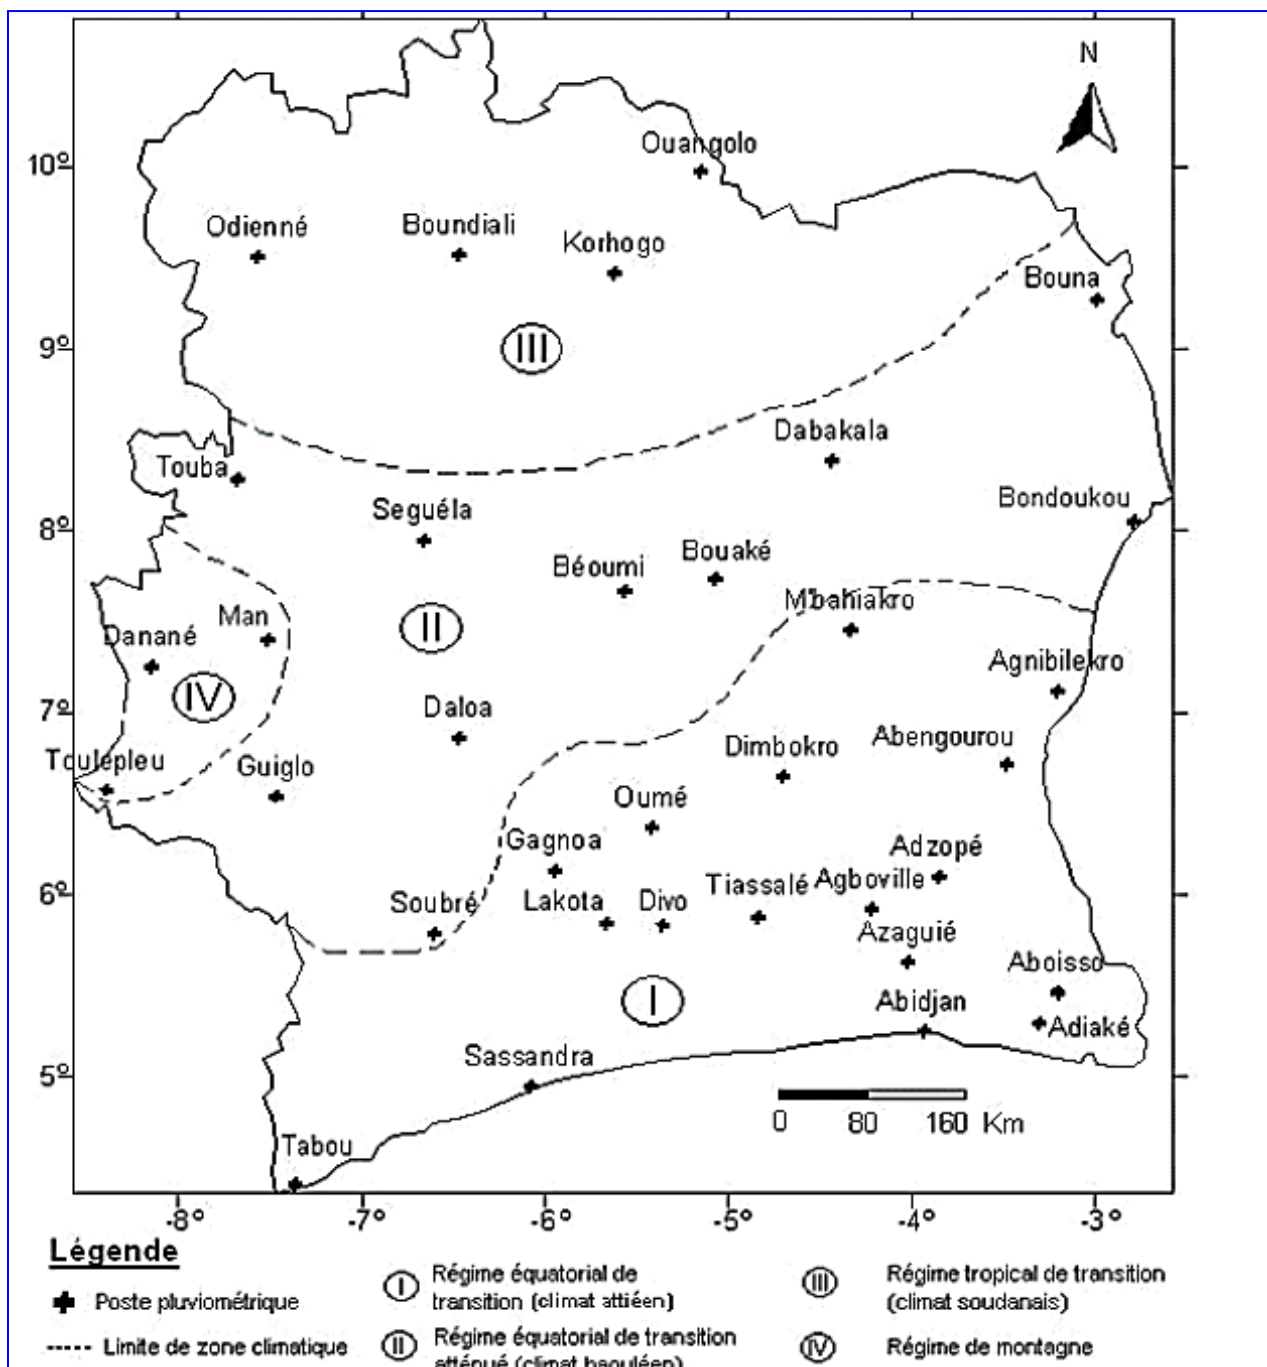 N
Ouangolo
10º
Odienné
Boundiali
Korhogo
Bouna
9º
III
Dabakala
Touba
Seguéla
Bondoukou
8º
Béoumi
Bouaké
M'bahiakro
Man
II
Danané
Agnibilekro
IV
7º
Daloa
Dimbokro
Abengourou
Toulépleu
Guiglo
Oumé
Gagnoa
Adzopé
6º
Soubré
Lakota
Divo
Tiassalé
Agboville
Azaguié
Aboisso
I
Abidjan
Adiaké
5º
Sassandra
0 80 160 Km
Tabou
-8º -7º -6º -5º -4º -3º
Légende
Poste pluviométrique
Limite de zone climatique
I Régime équatorial de
transition (climat attiéen)
II Régime équatorial de transition
atténué (climat baouléen)
III Régime tropical de transition
(climat soudanais)
IV Régime de montagne